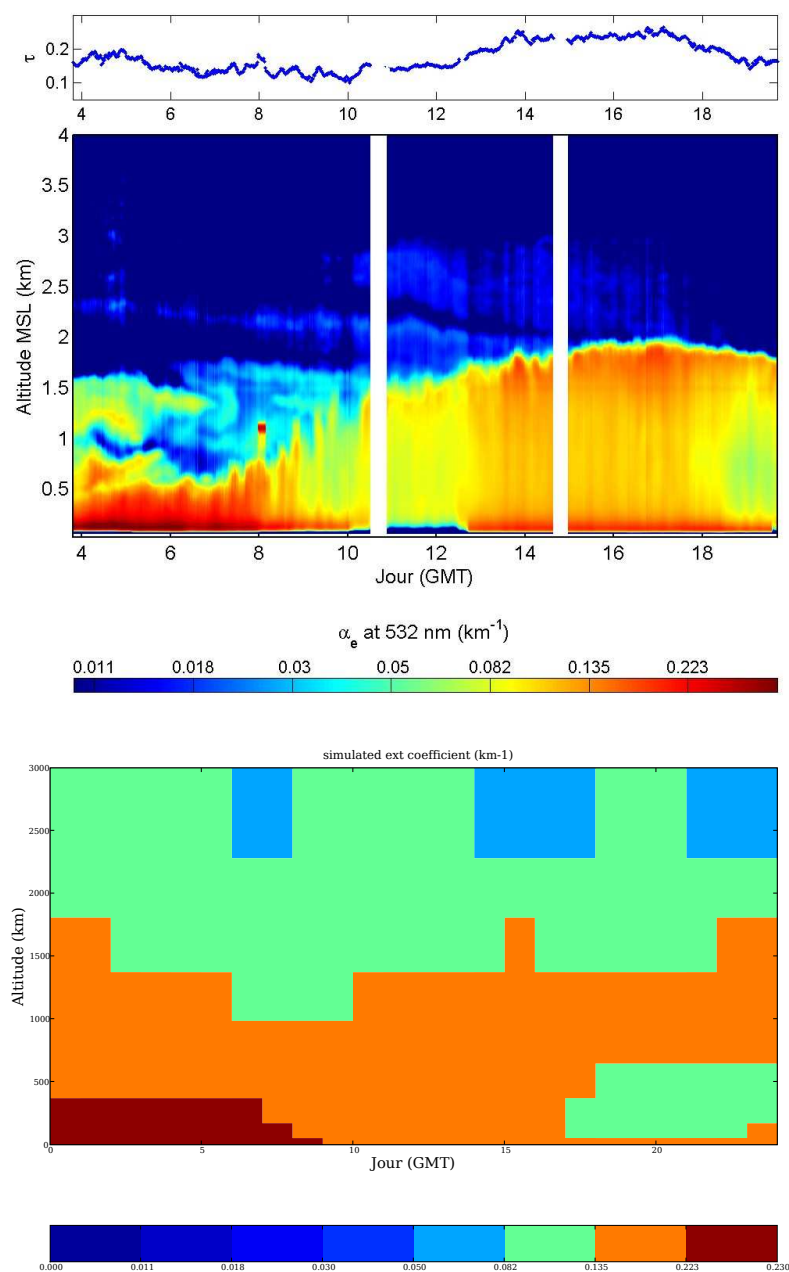 τ
0.2
0.1
4 6 8 10 12 14 16 18
Altitude MSL (km)
4
3.5
3
2.5
2
1.5
1
0.5
4 6 8 10 12 14 16 18
Jour (GMT)
αe at 532 nm (km-1)
0.011 0.018 0.03 0.05 0.082 0.135 0.223
simulated ext coefficient (km-1)
Altitude (km)
3000
2500
2000
1500
1000
500
0
0 5 10 15 20
Jour (GMT)
0.000 0.011 0.018 0.030 0.050 0.082 0.135 0.223 0.230